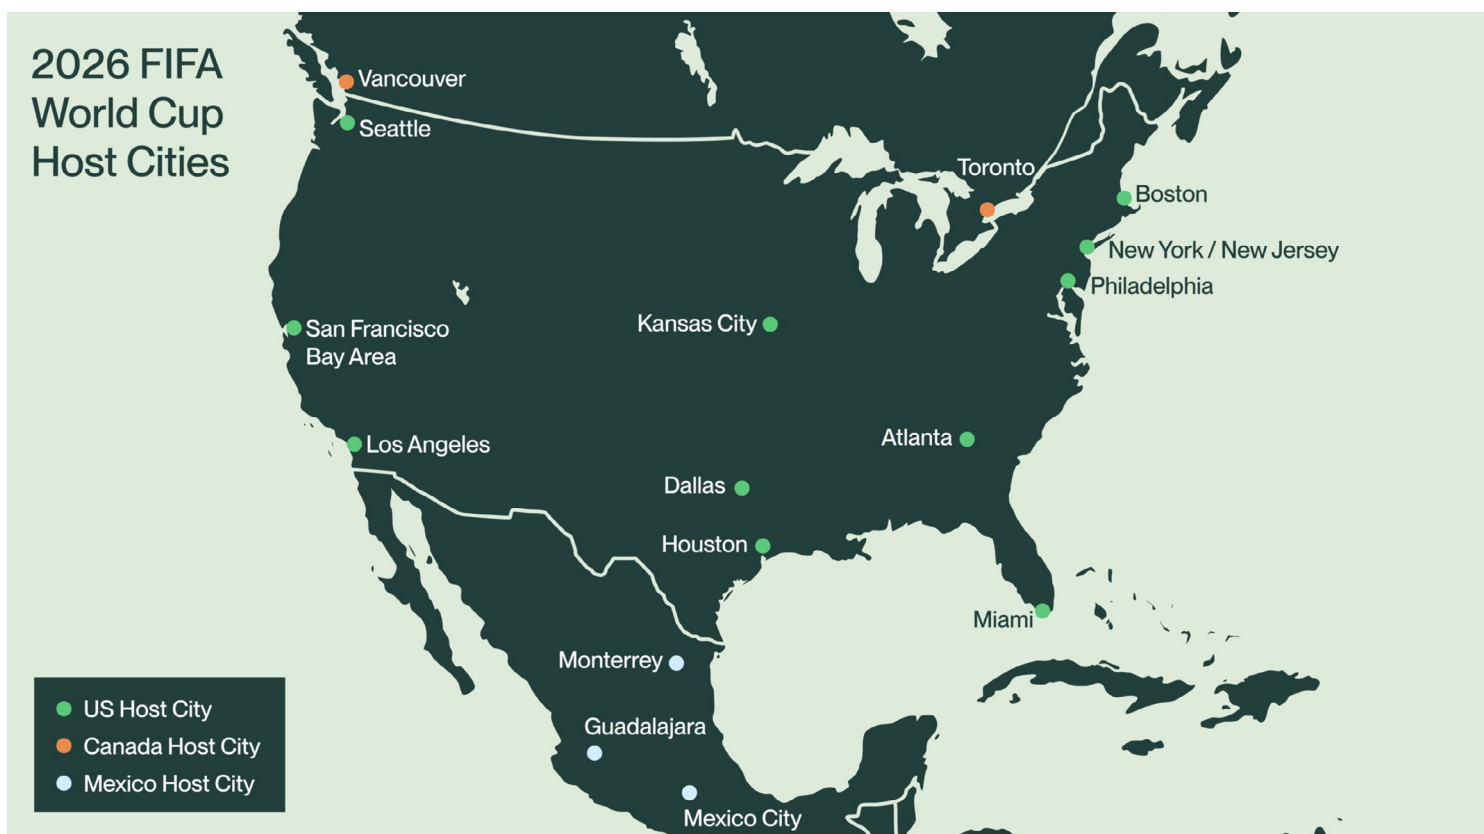 2026 FIFA
World Cup
Host Cities
Vancouver
Seattle
Toronto
Boston
New York / New Jersey
Philadelphia
San Francisco
Bay Area
Kansas City
Los Angeles
Atlanta
Dallas
Houston
Miami
Monterrey
Guadalajara
Mexico City
US Host City
Canada Host City
Mexico Host City